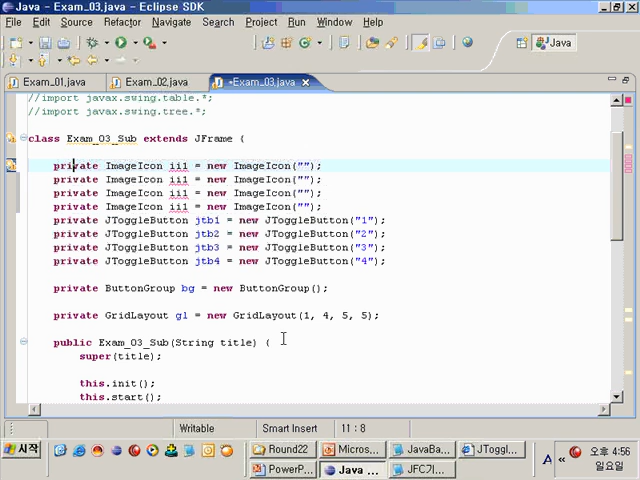 Java - Exam_03.java - Eclipse SDK
File Edit Source Refactor Navigate Search Project Run Window Help
Java
Exam_01.java Exam_02.java *Exam_03.java
//import javax.swing.table.*;
//import javax.swing.tree.*;
class Exam_03_Sub extends JFrame {
private ImageIcon ii1 = new ImageIcon("");
private ImageIcon ii1 = new ImageIcon("");
private ImageIcon ii1 = new ImageIcon("");
private ImageIcon ii1 = new ImageIcon("");
private JToggleButton jtb1 = new JToggleButton("1");
private JToggleButton jtb2 = new JToggleButton("2");
private JToggleButton jtb3 = new JToggleButton("3");
private JToggleButton jtb4 = new JToggleButton("4");
private ButtonGroup bg = new ButtonGroup();
private GridLayout gl = new GridLayout(1, 4, 5, 5);
public Exam_03_Sub(String title) {
super(title);
this.init();
this.start();
Writable Smart Insert 11 : 8
시작 Round22 Micros... JavaBa... JToggl... 오후 4:56
PowerP... Java ... JFC기... A 일요일